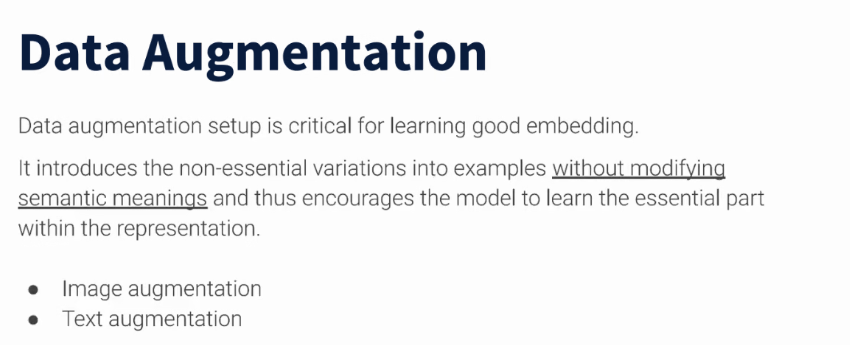 Data Augmentation
Data augmentation setup is critical for learning good embedding.
It introduces the non-essential variations into examples without modifying
semantic meanings and thus encourages the model to learn the essential part
within the representation.
● Image augmentation
● Text augmentation